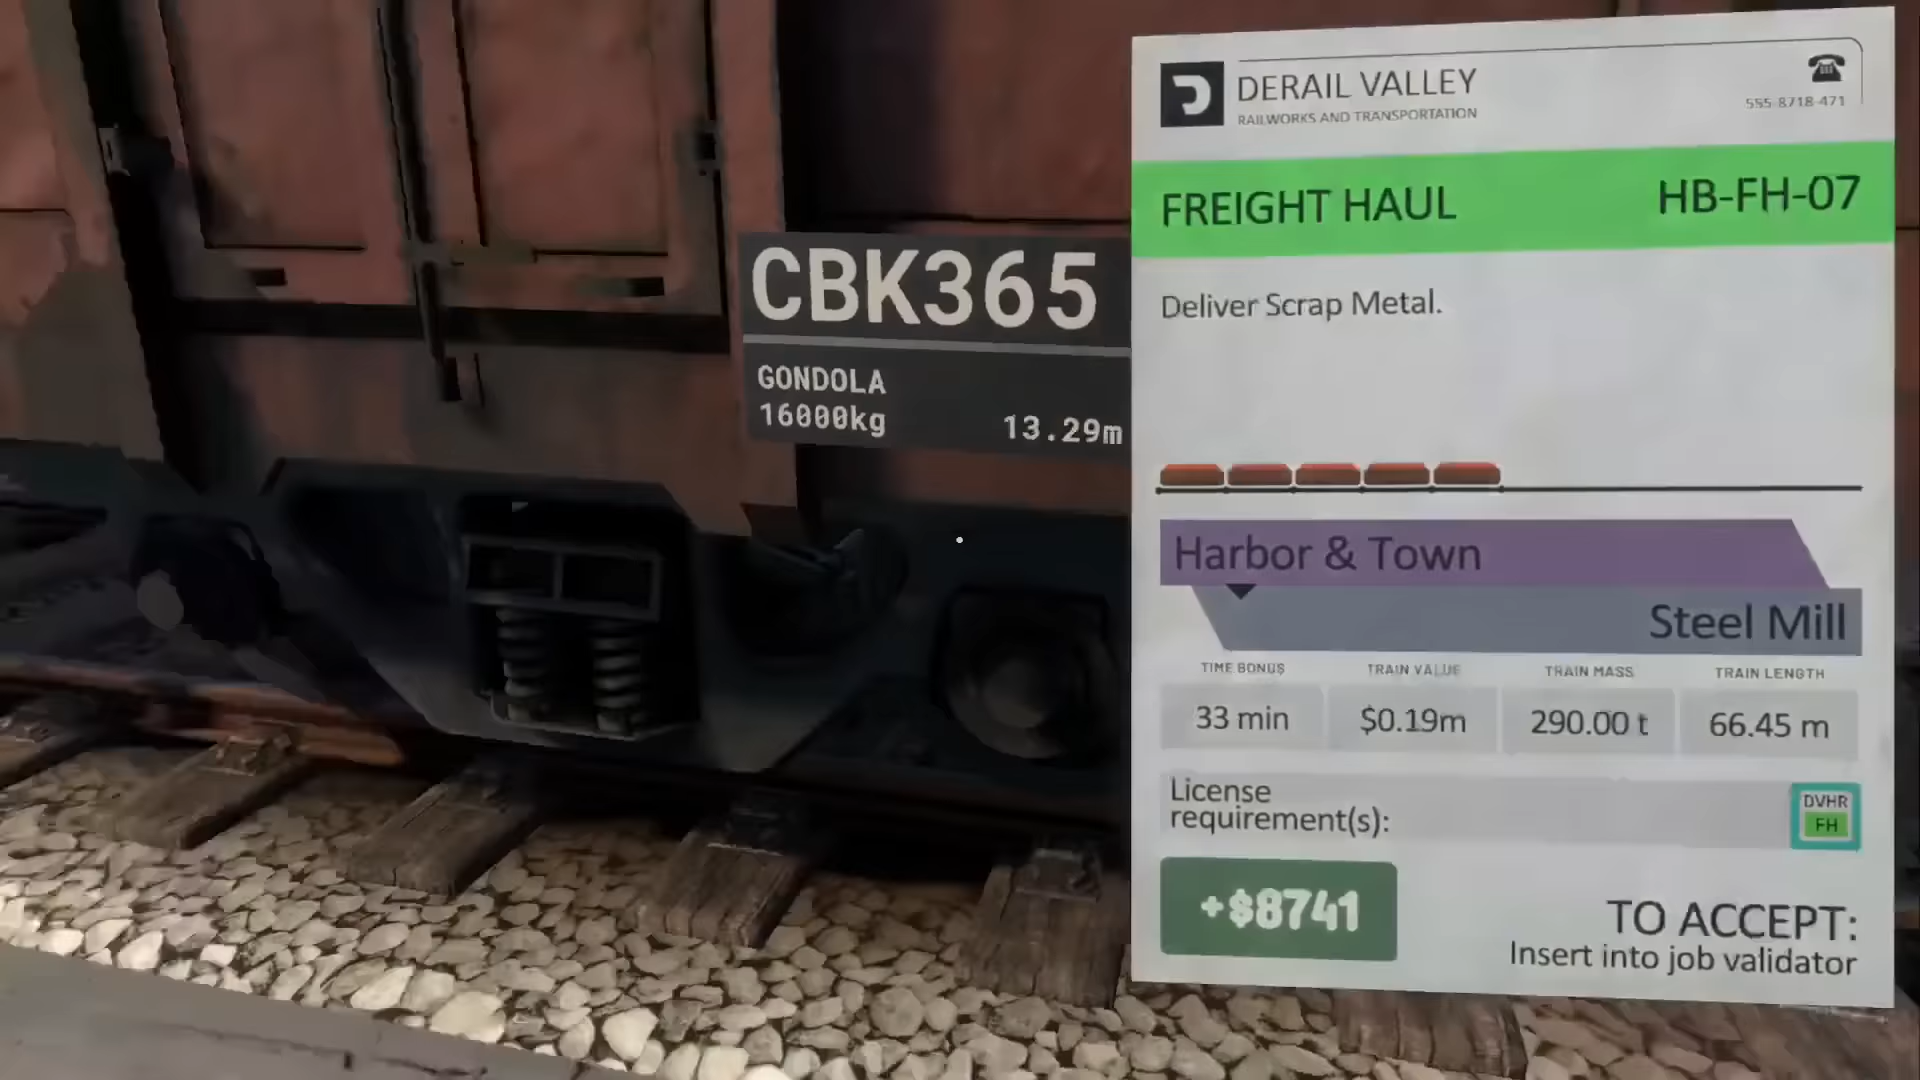 CBK365
GONDOLA
16000kg
13.29m
DERAIL VALLEY
RAILWORKS AND TRANSPORTATION
555-8718-471
FREIGHT HAUL
HB-FH-07
Deliver Scrap Metal.
Harbor & Town
Steel Mill
TIME BONUS
TRAIN VALUE
TRAIN MASS
TRAIN LENGTH
33 min
$0.19m
290.00 t
66.45 m
License
requirement(s):
DVHR
FH
+$8741
TO ACCEPT:
Insert into job validator